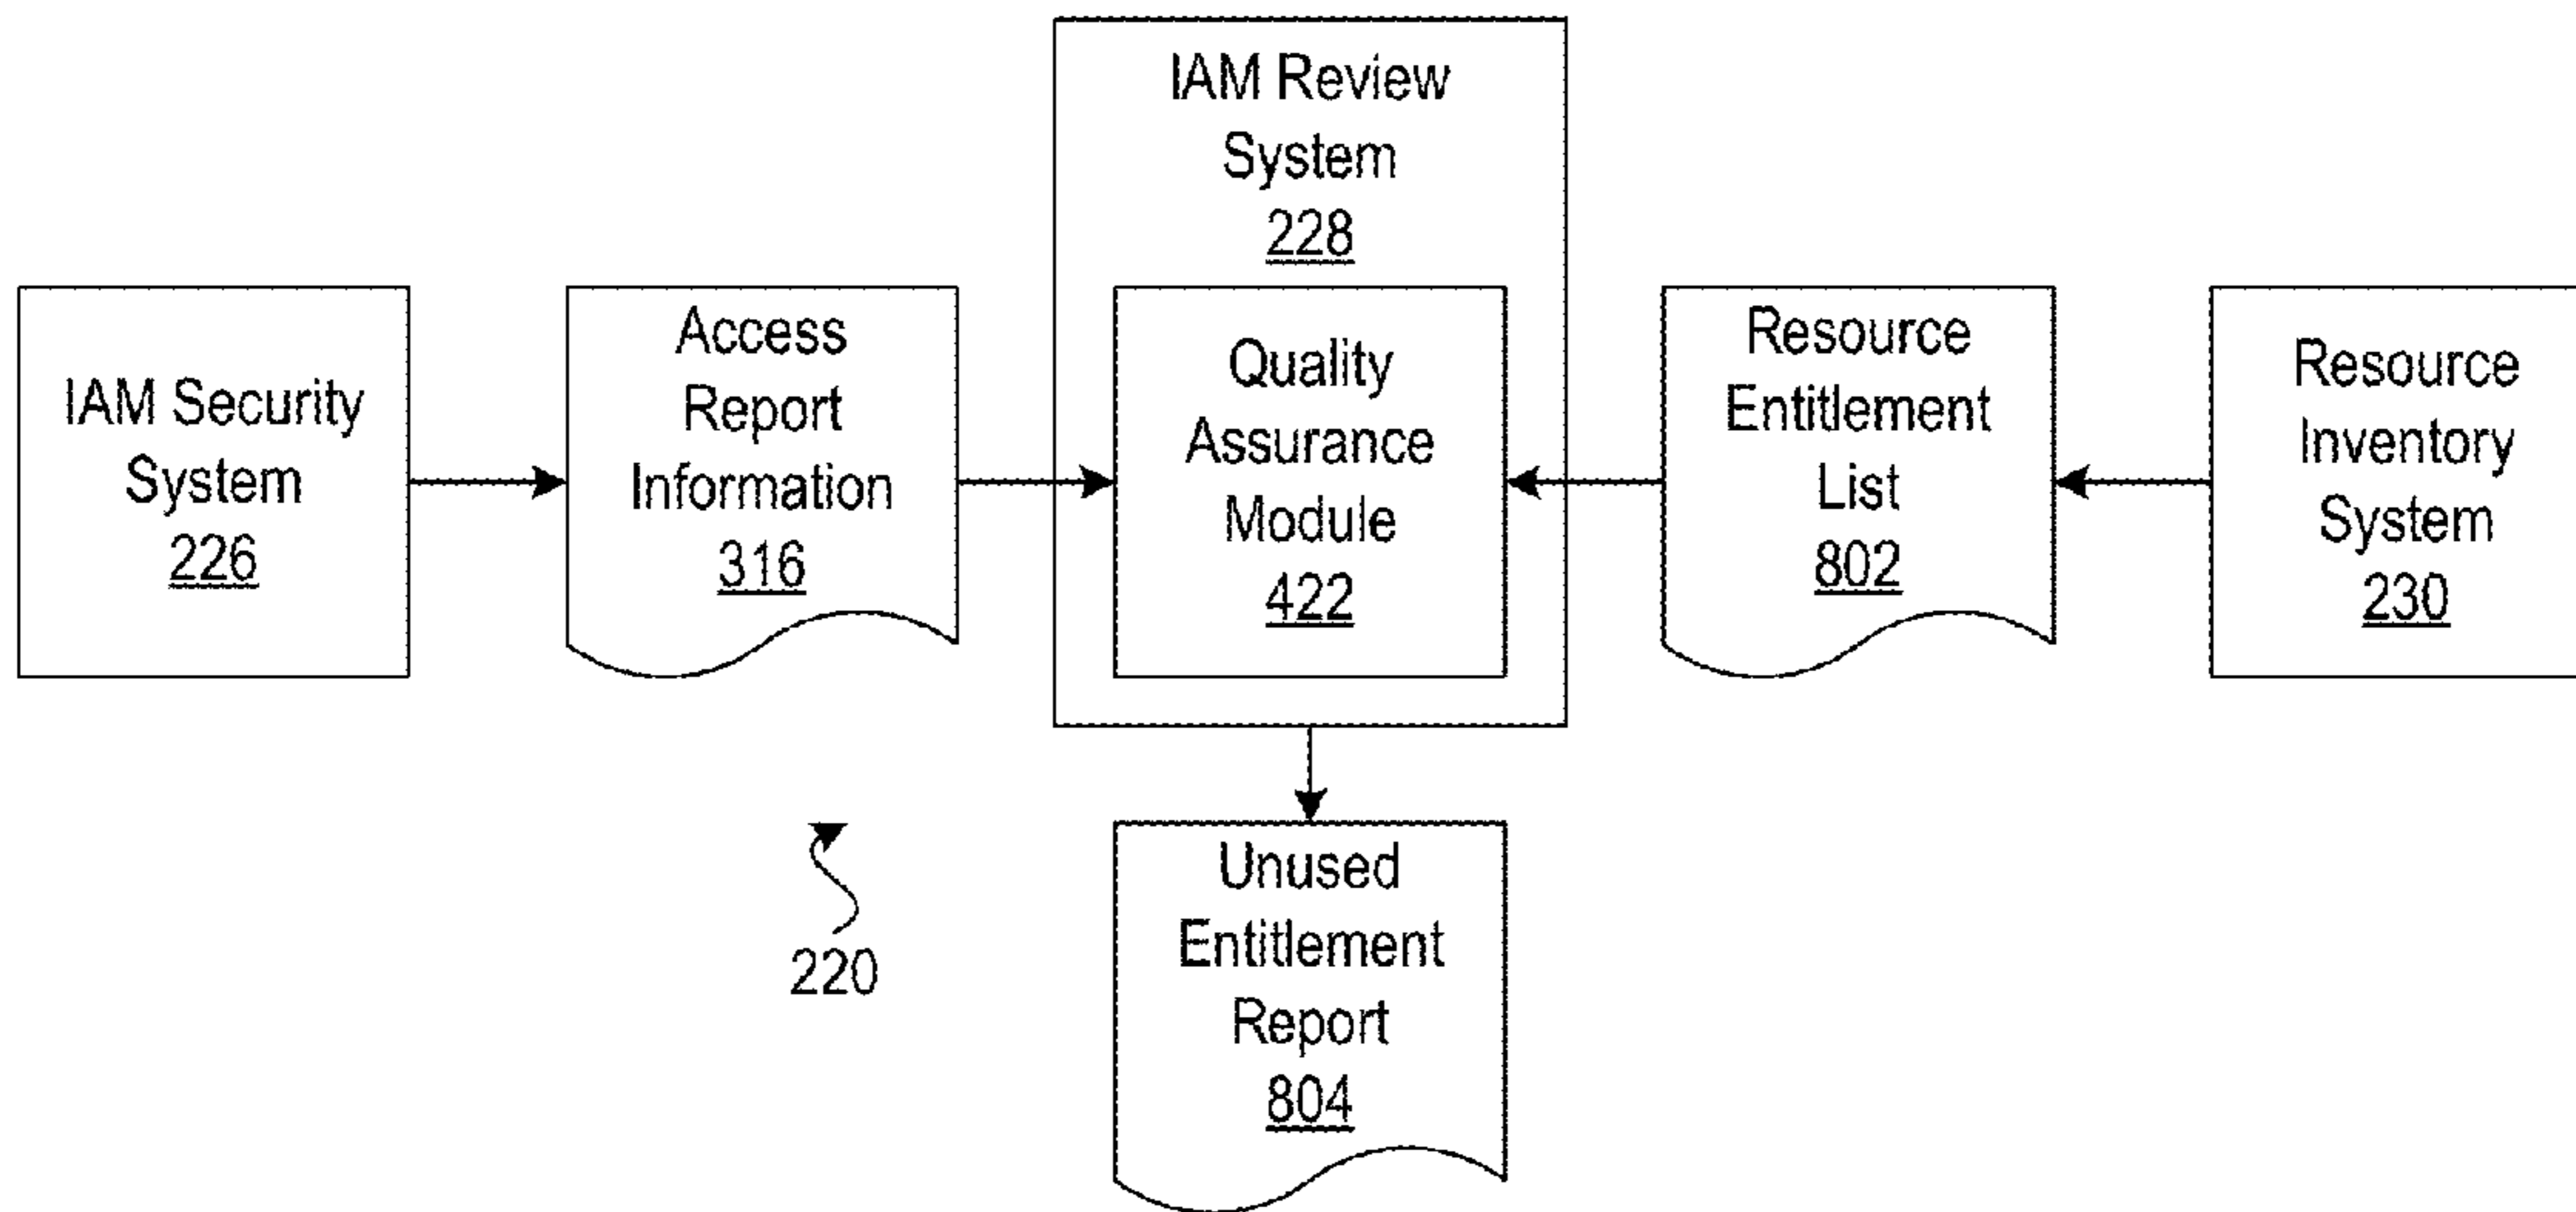 IAM Review
System
228
IAM Security
System
226
Access
Report
Information
316
Quality
Assurance
Module
422
Resource
Entitlement
List
802
Resource
Inventory
System
230
220
Unused
Entitlement
Report
804